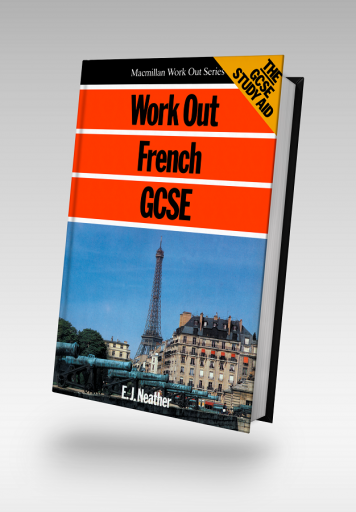 Macmillan Work Out Series
THE
GCSE
STUDY AID
Work Out
French
GCSE
E. J. Neather